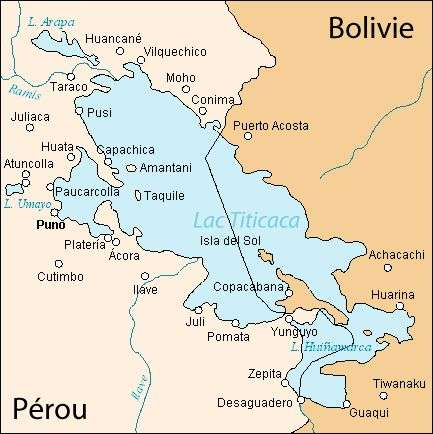 L. Arapa
Huancané
Bolivie
Vilquechico
Taraco
Moho
Ramis
Conima
Pusi
Juliaca
Puerto Acosta
Huata
Capachica
Atuncolla
Amantani
Paucarcolla
Taquile
L. Umayo
Puno
Lac Titicaca
Platería
Isla del Sol
Ácora
Achacachi
Cutimbo
Ilave
Copacabana
Huarina
Juli
Yunguyo
Pomata
L. Huiñamarca
Ilave
Zepita
Tiwanaku
Desaguadero
Pérou
Guaqui